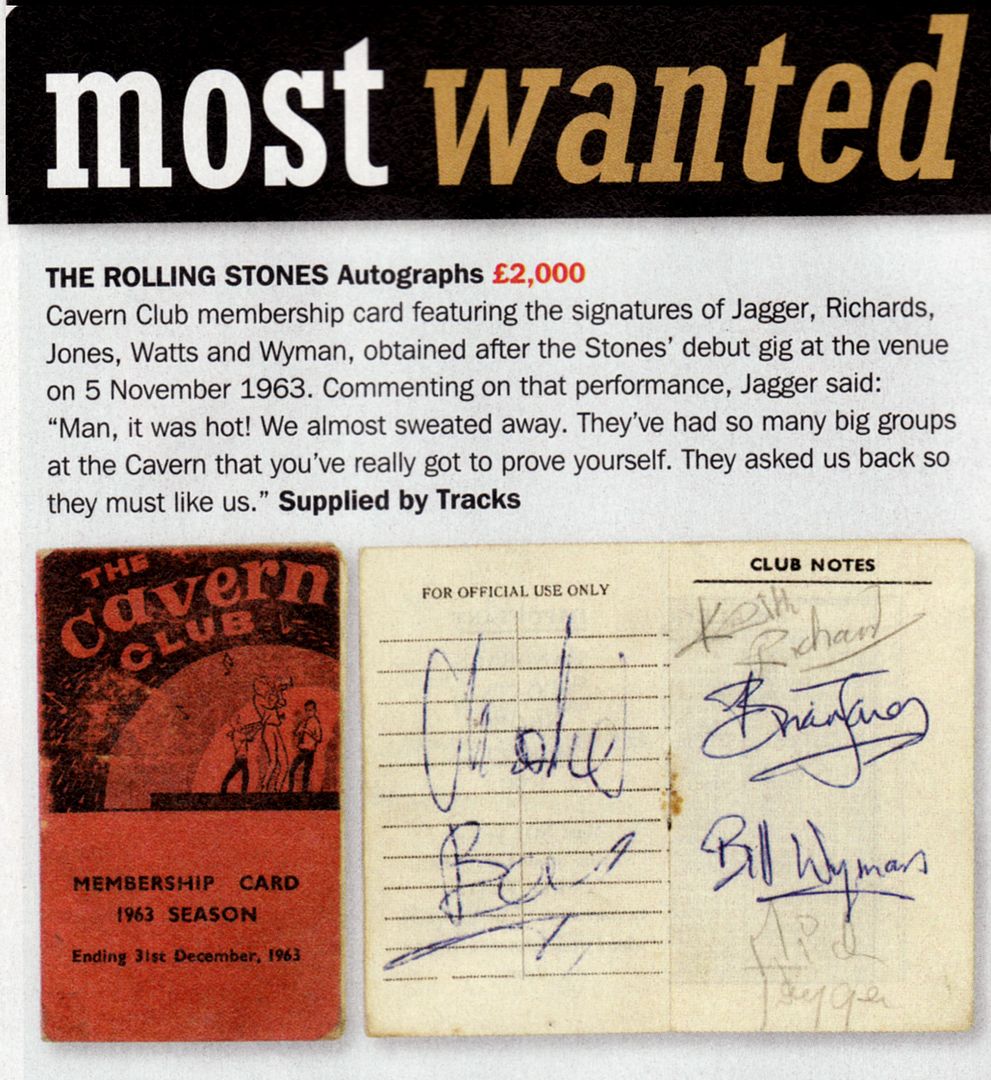 most wanted
THE ROLLING STONES Autographs £2,000
Cavern Club membership card featuring the signatures of Jagger, Richards,
Jones, Watts and Wyman, obtained after the Stones’ debut gig at the venue
on 5 November 1963. Commenting on that performance, Jagger said:
“Man, it was hot! We almost sweated away. They’ve had so many big groups
at the Cavern that you’ve really got to prove yourself. They asked us back so
they must like us.” Supplied by Tracks
THE
Cavern
CLUB
MEMBERSHIP CARD
1963 SEASON
Ending 31st December, 1963
FOR OFFICIAL USE ONLY
Charlie
CLUB NOTES
Keith
Richard
Brian Jones
Bill Wyman
Mick
Jagger